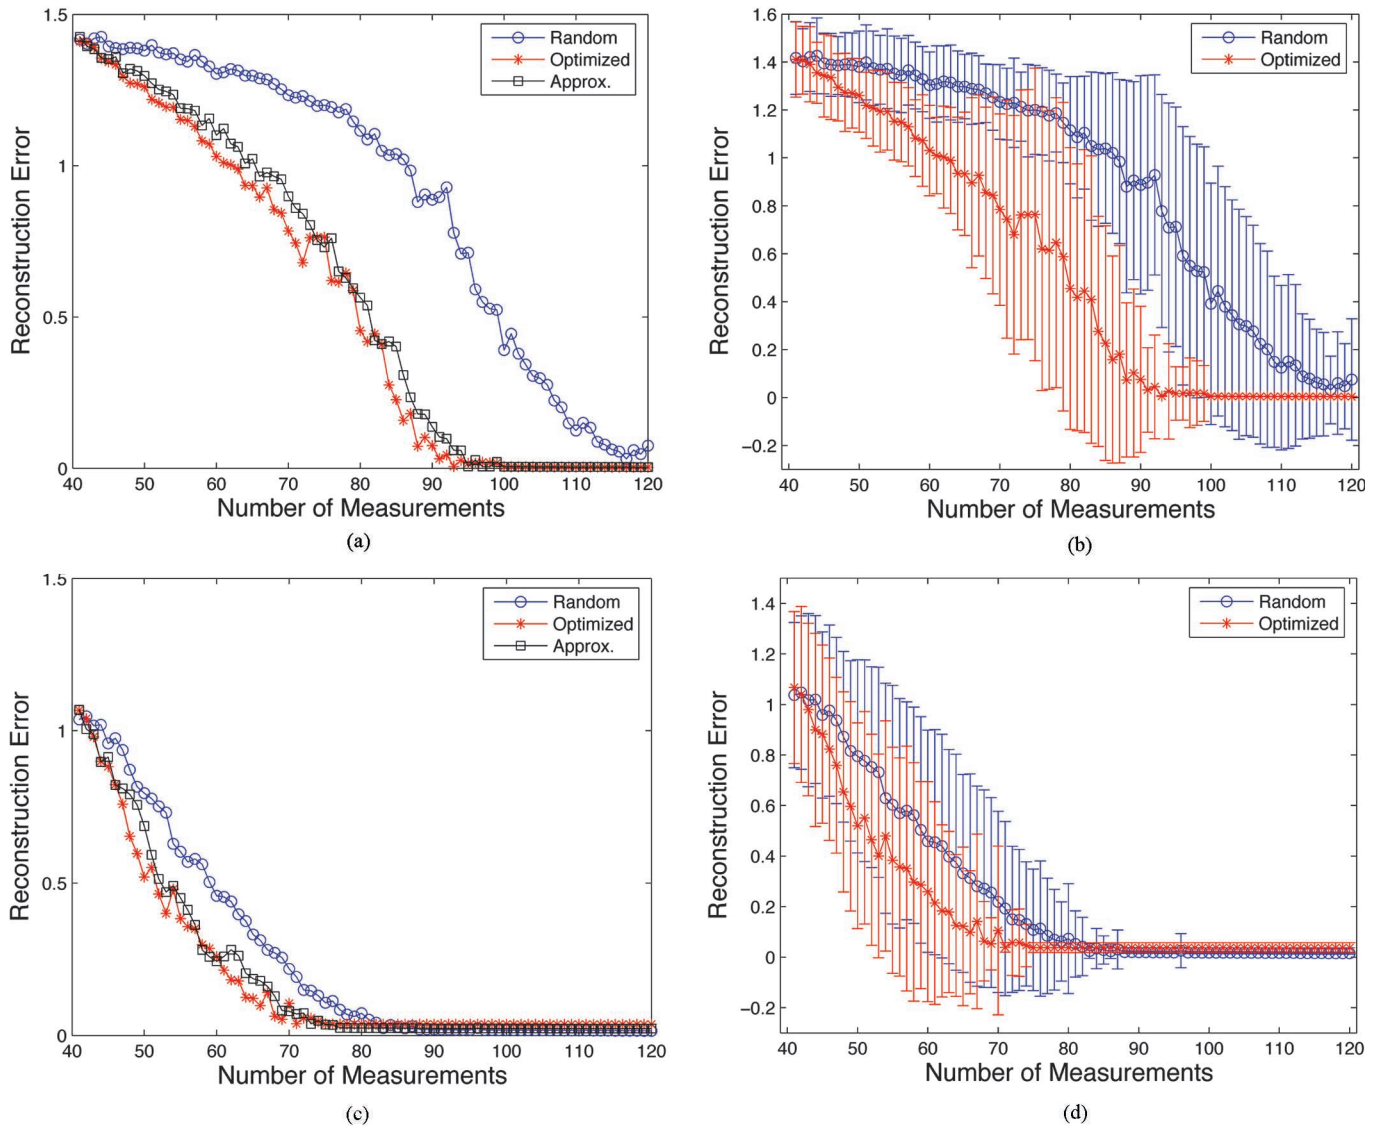 1.5
1
0.5
0
Reconstruction Error
Random
Optimized
Approx.
40 50 60 70 80 90 100 110 120
Number of Measurements
(a)
1.6
1.4
1.2
1
0.8
0.6
0.4
0.2
0
−0.2
Reconstruction Error
Random
Optimized
40 50 60 70 80 90 100 110 120
Number of Measurements
(b)
1.5
1
0.5
0
Reconstruction Error
Random
Optimized
Approx.
40 50 60 70 80 90 100 110 120
Number of Measurements
(c)
1.4
1.2
1
0.8
0.6
0.4
0.2
0
−0.2
Reconstruction Error
Random
Optimized
40 50 60 70 80 90 100 110 120
Number of Measurements
(d)